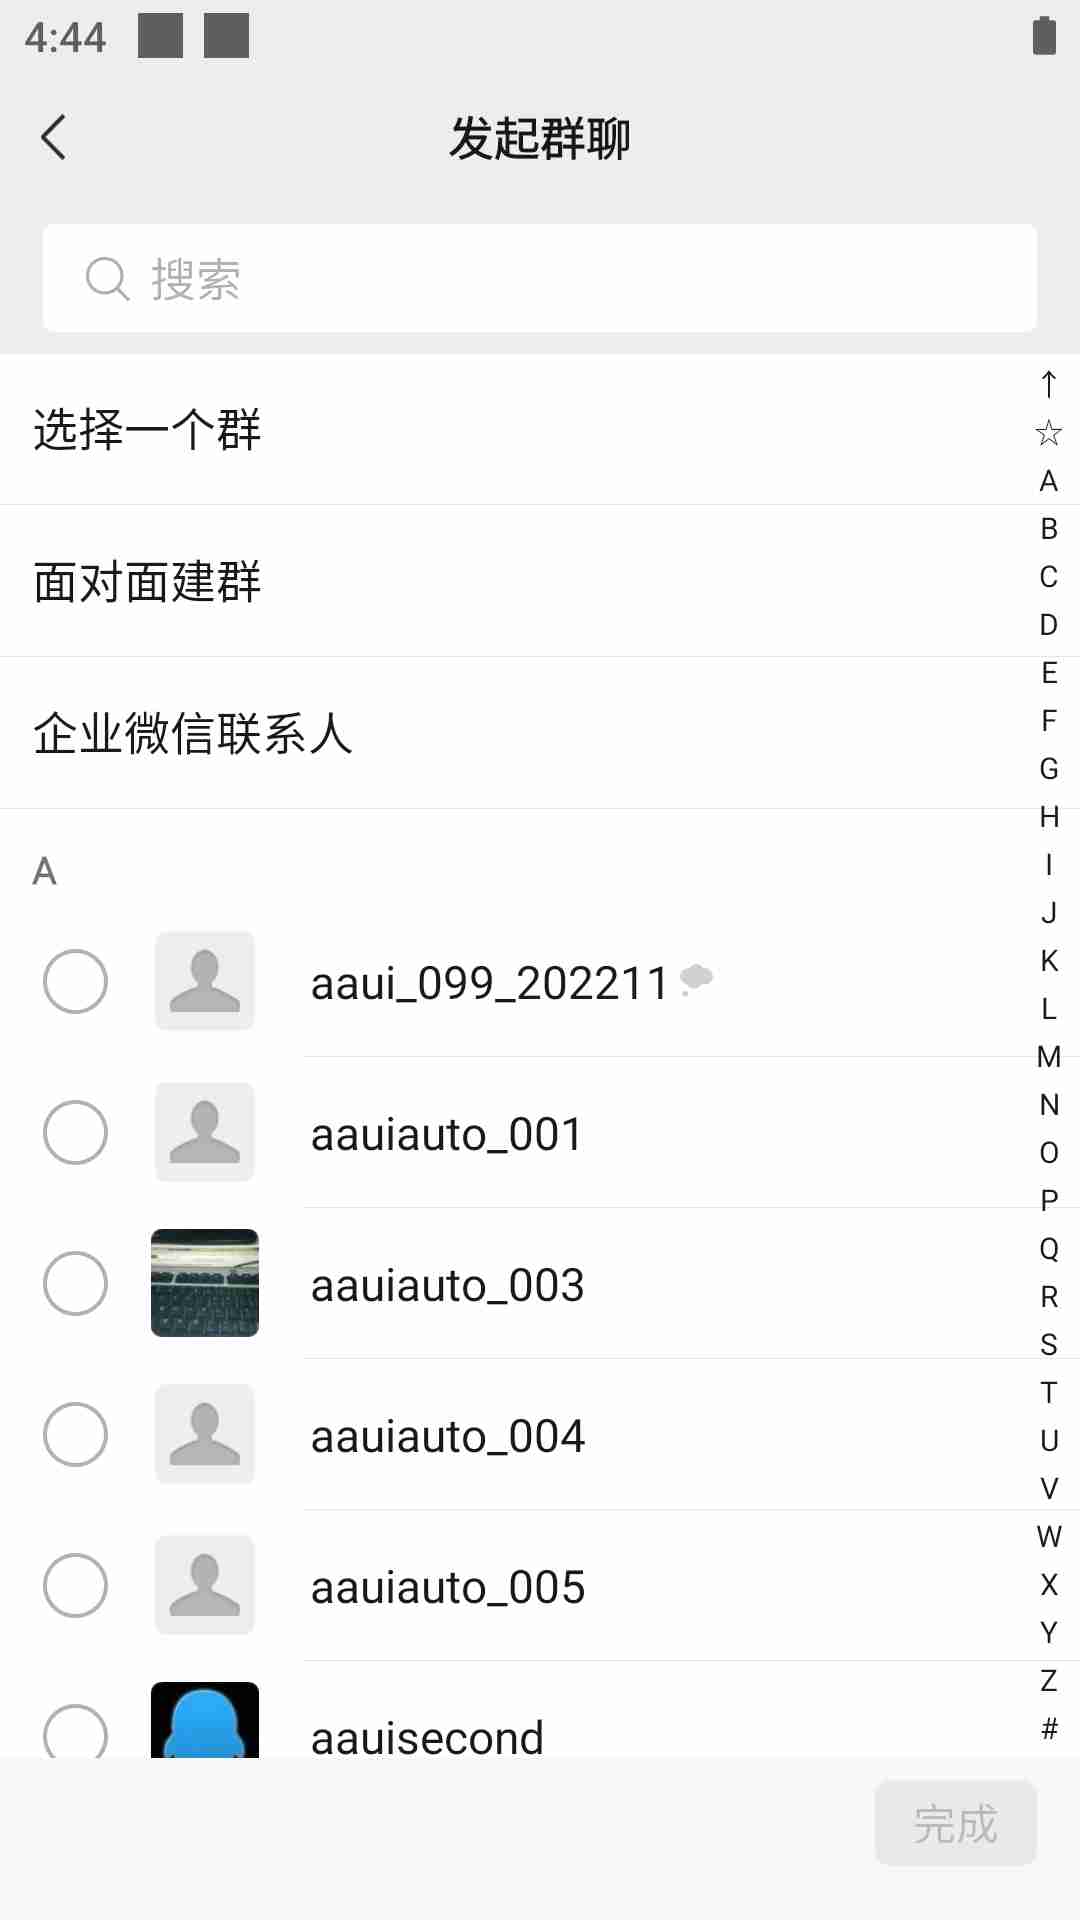 4:44
发起群聊
搜索
选择一个群
面对面建群
企业微信联系人
A
aaui_099_202211
aauiauto_001
aauiauto_003
aauiauto_004
aauiauto_005
aauisecond
↑
☆
A
B
C
D
E
F
G
H
I
J
K
L
M
N
O
P
Q
R
S
T
U
V
W
X
Y
Z
#
完成